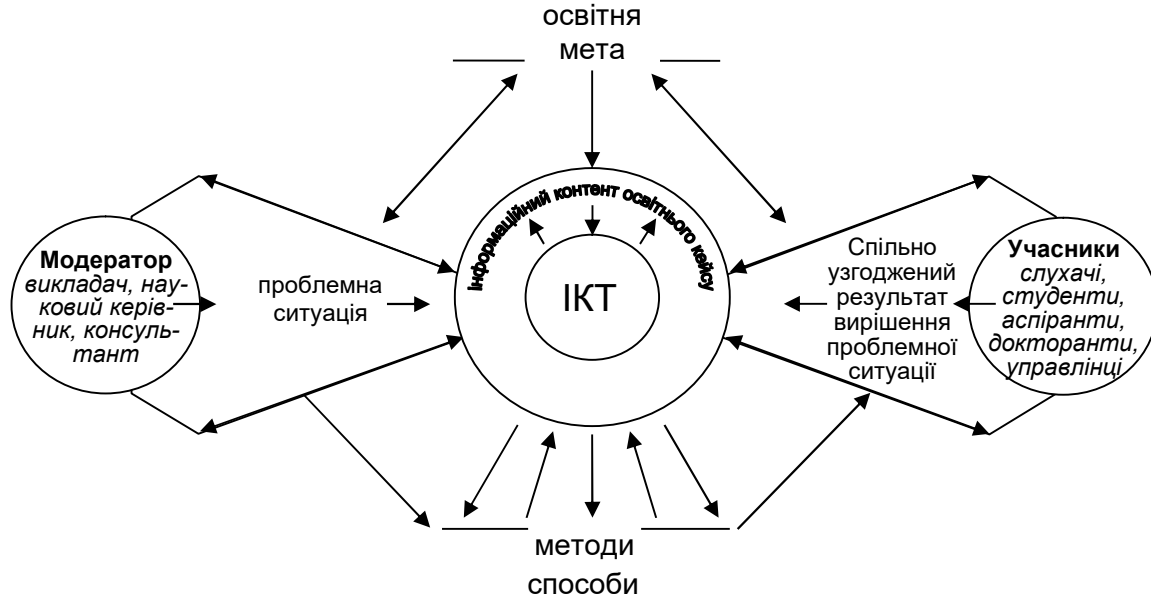 освітня
мета
Інформаційний контент освітнього кейсу
ІКТ
Модератор
викладач, нау-
ковий керів-
ник, консуль-
тант
проблемна
ситуація
Спільно
узгоджений
результат
вирішення
проблемної
ситуації
Учасники
слухачі,
студенти,
аспіранти,
докторанти,
управлінці
методи
способи